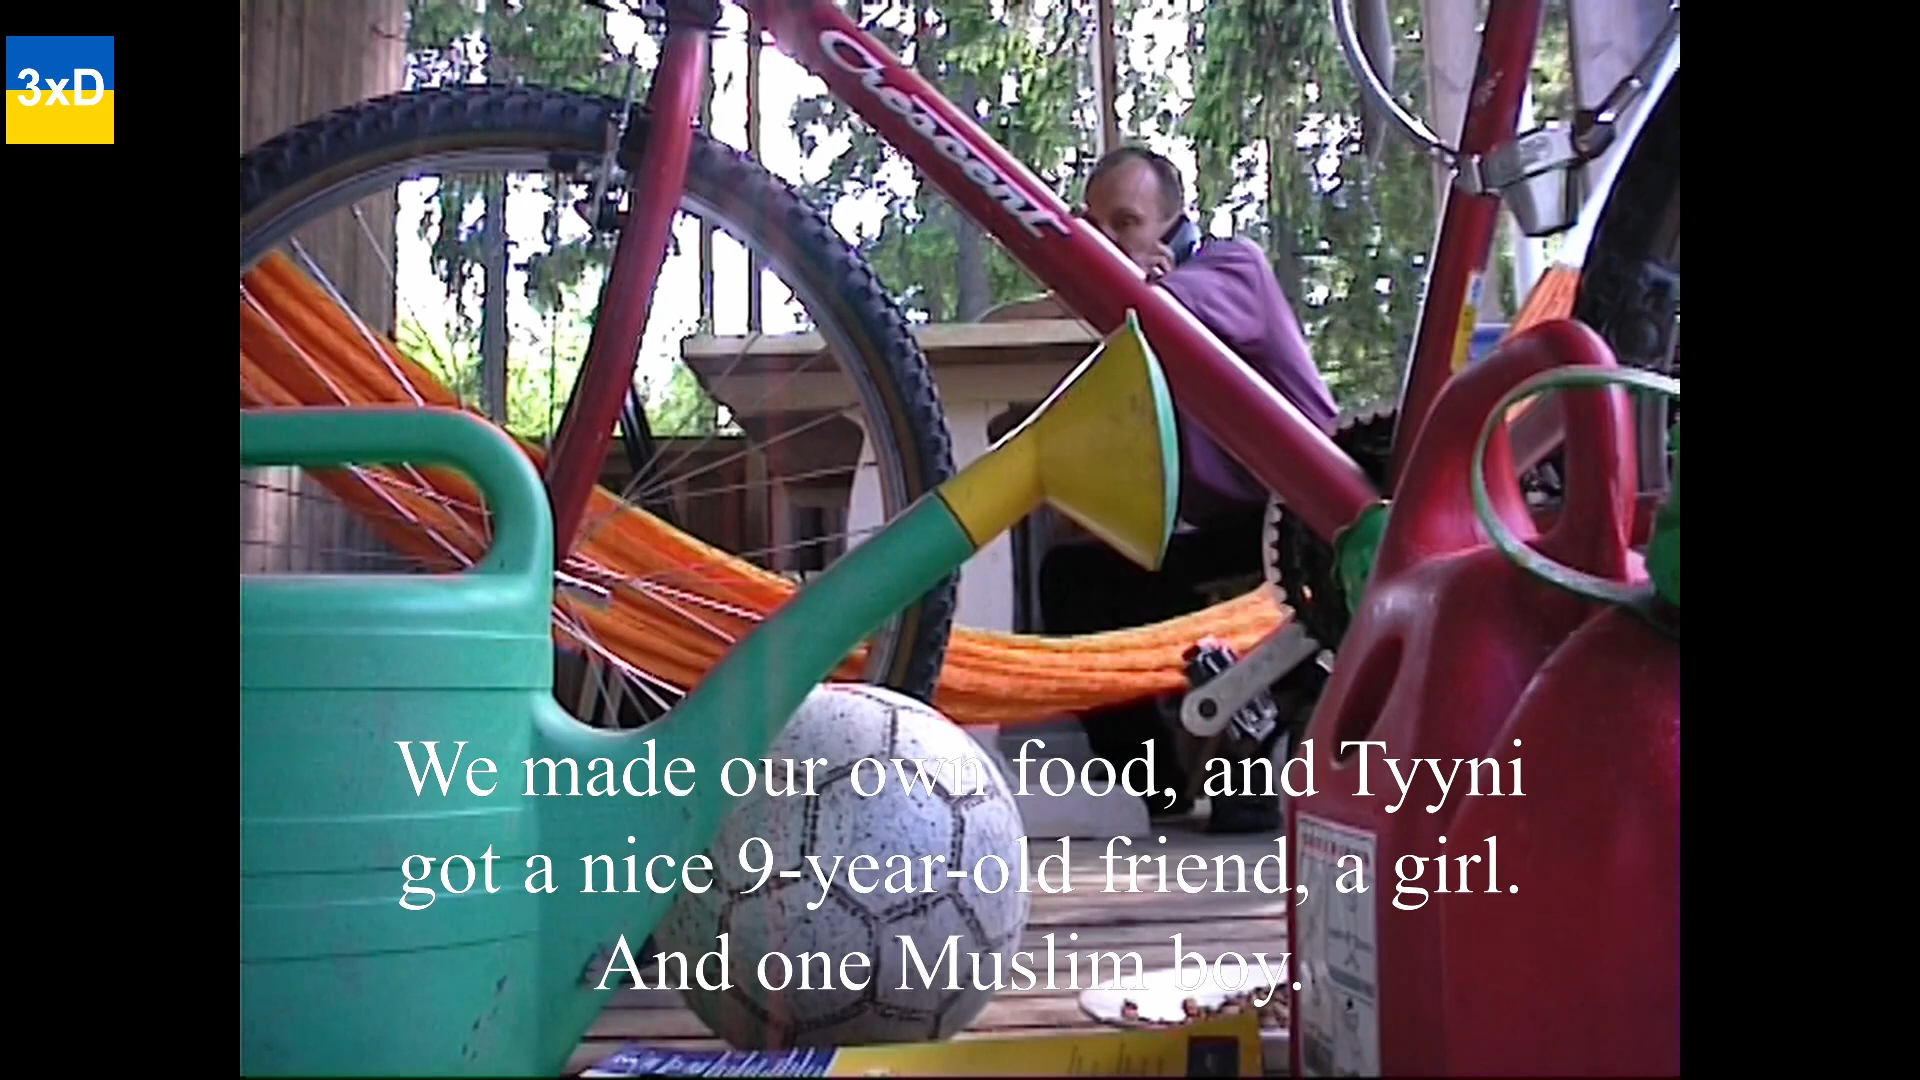 3xD
Crescent
We made our own food, and Tyyni
got a nice 9-year-old friend, a girl.
And one Muslim boy.